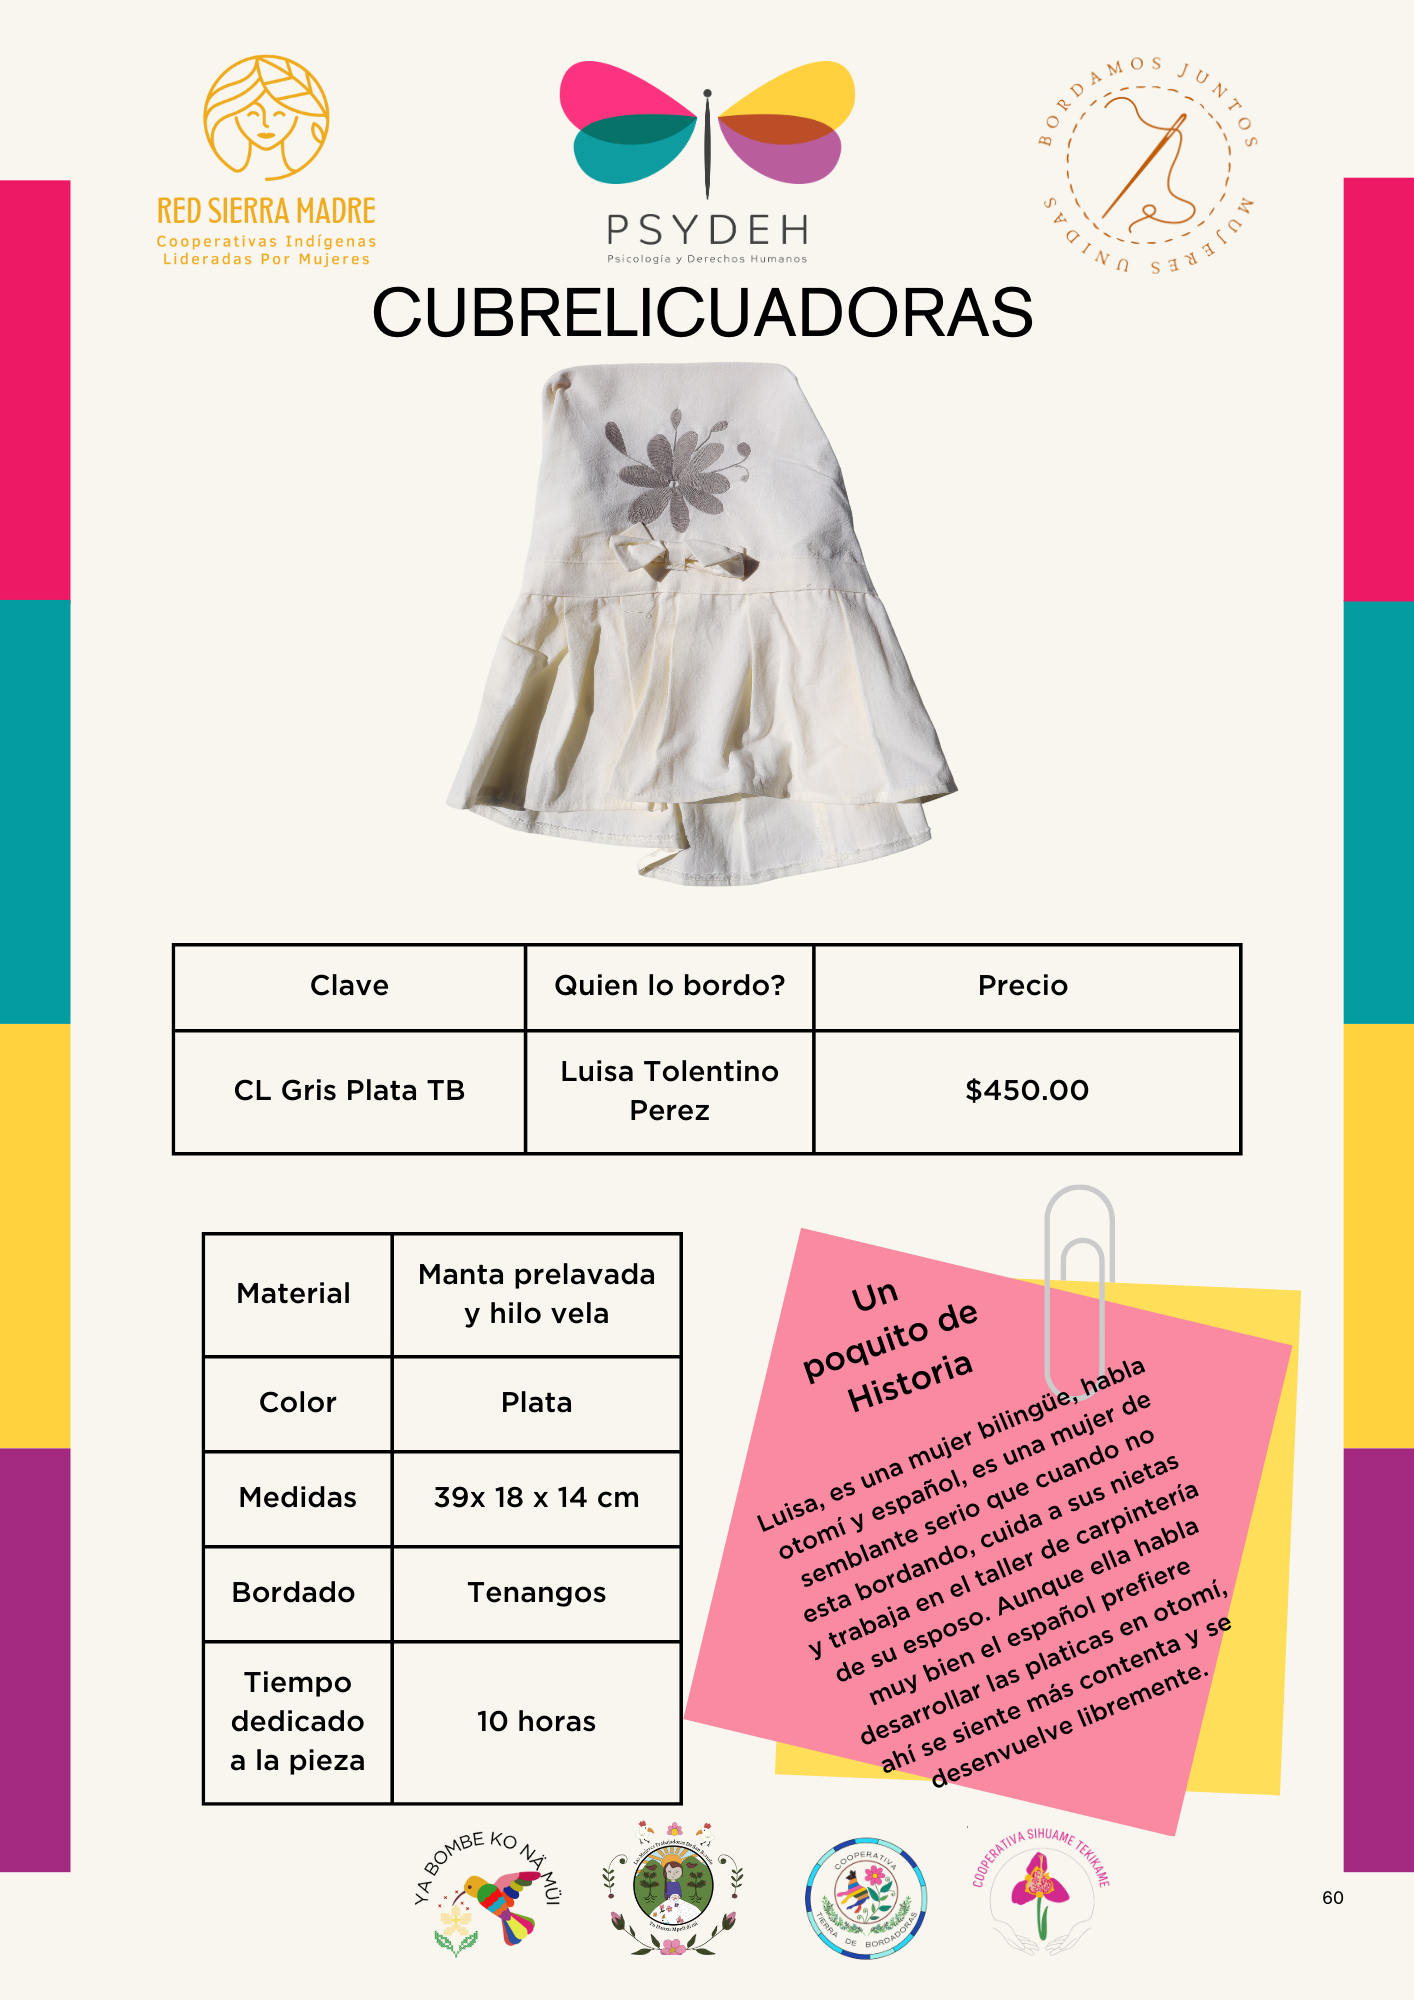 RED SIERRA MADRE
Cooperativas Indígenas
Lideradas Por Mujeres
PSYDEH
Psicología y Derechos Humanos
BORDAMOS JUNTOS
MUJERES UNIDAS
CUBRELICUADORAS
Clave
Quien lo bordo?
Precio
CL Gris Plata TB
Luisa Tolentino
Perez
$450.00
Material
Manta prelavada
y hilo vela
Color
Plata
Medidas
39x 18 x 14 cm
Bordado
Tenangos
Tiempo
dedicado
a la pieza
10 horas
Un
poquito de
Historia
Luisa, es una mujer bilingüe, habla
otomí y español, es una mujer de
semblante serio que cuando no
esta bordando, cuida a sus nietas
y trabaja en el taller de carpintería
de su esposo. Aunque ella habla
muy bien el español prefiere
desarrollar las platicas en otomí,
ahí se siente más contenta y se
desenvuelve libremente.
YA BOMBE KO NÄ MÜI
COOPERATIVA
TIERRA DE BORDADORAS
COOPERATIVA SIHUAME TEKIKAME
60